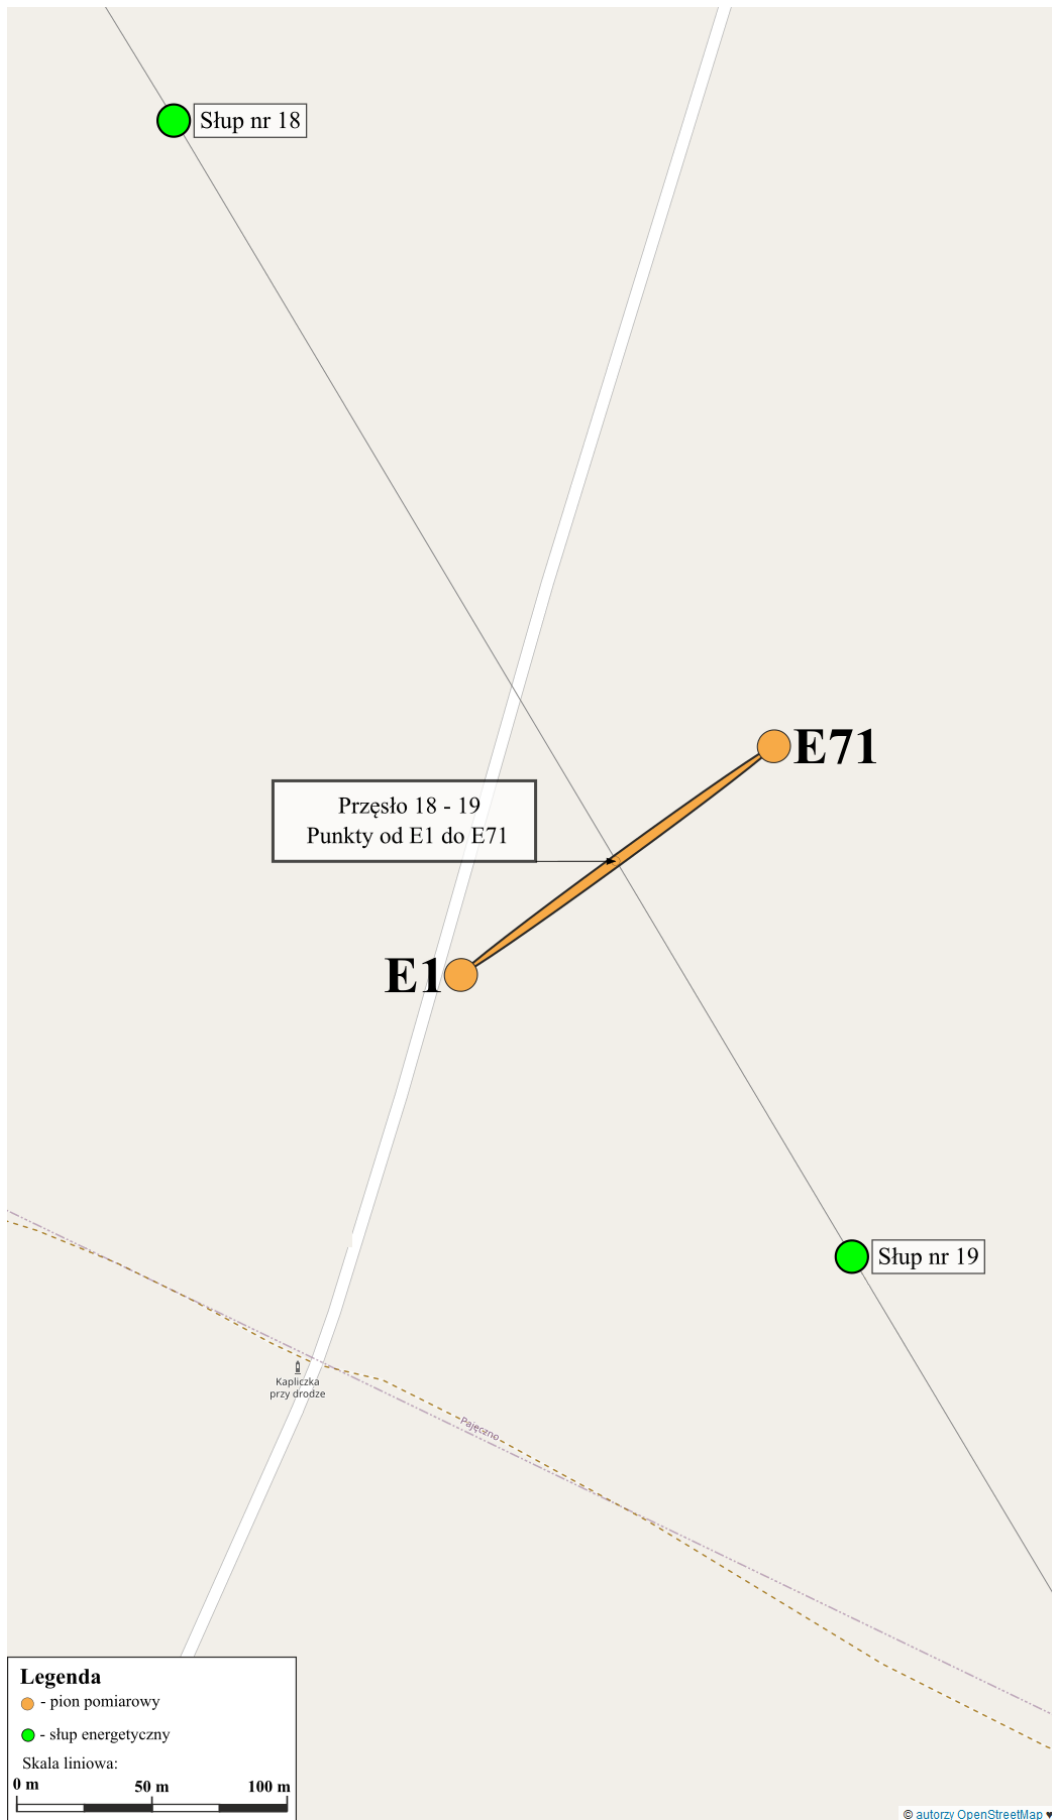 Słup nr 18
E71
Przęsło 18 - 19
Punkty od E1 do E71
E1
Słup nr 19
Kapliczka
przy drodze
Pajęczno
Legenda
- pion pomiarowy
- słup energetyczny
Skala liniowa:
0 m 50 m 100 m
© autorzy OpenStreetMap ♥